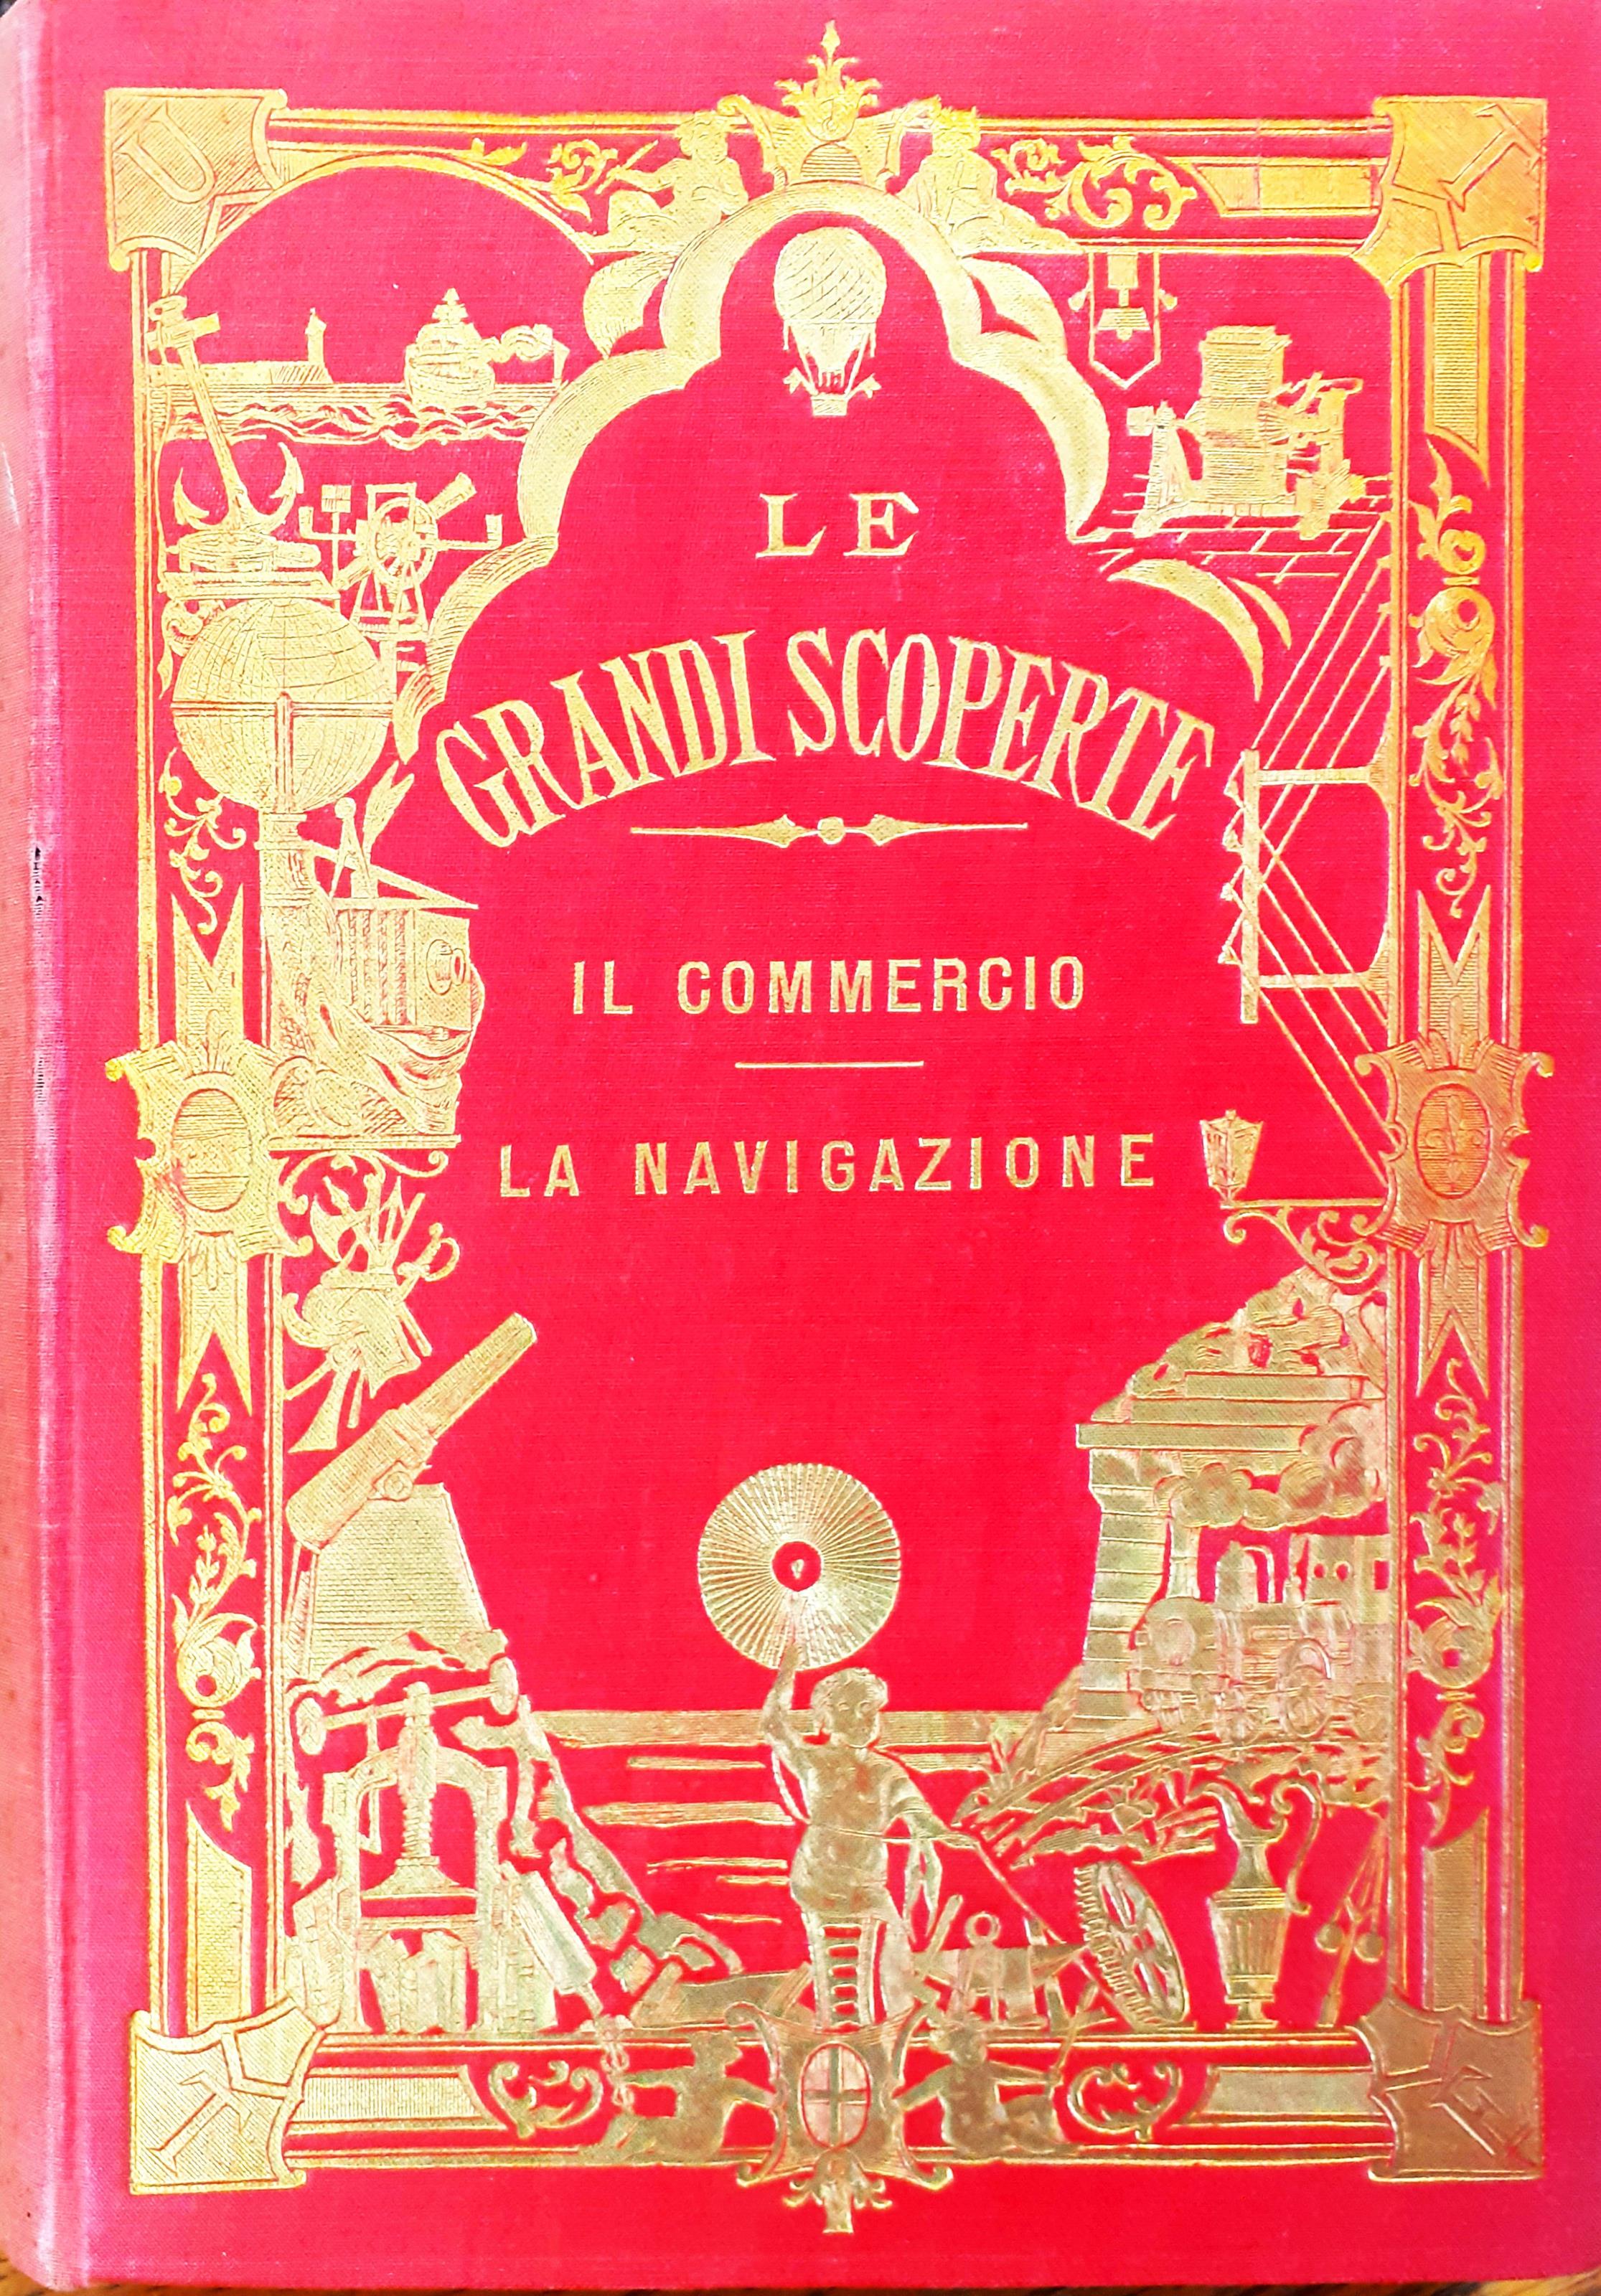 LE
GRANDI SCOPERTE
IL COMMERCIO
LA NAVIGAZIONE